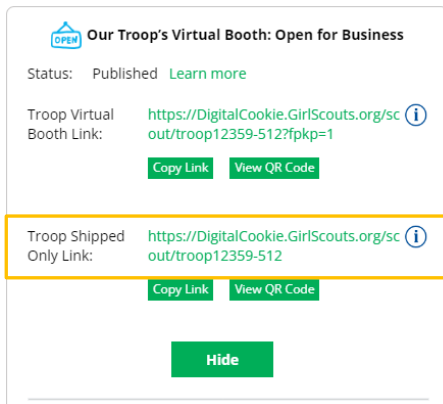 OPEN Our Troop's Virtual Booth: Open for Business
Status: Published Learn more
Troop Virtual https://DigitalCookie.GirlScouts.org/sc i
Booth Link: out/troop12359-512?fpkp=1
Copy Link View QR Code
Troop Shipped https://DigitalCookie.GirlScouts.org/sc i
Only Link: out/troop12359-512
Copy Link View QR Code
Hide